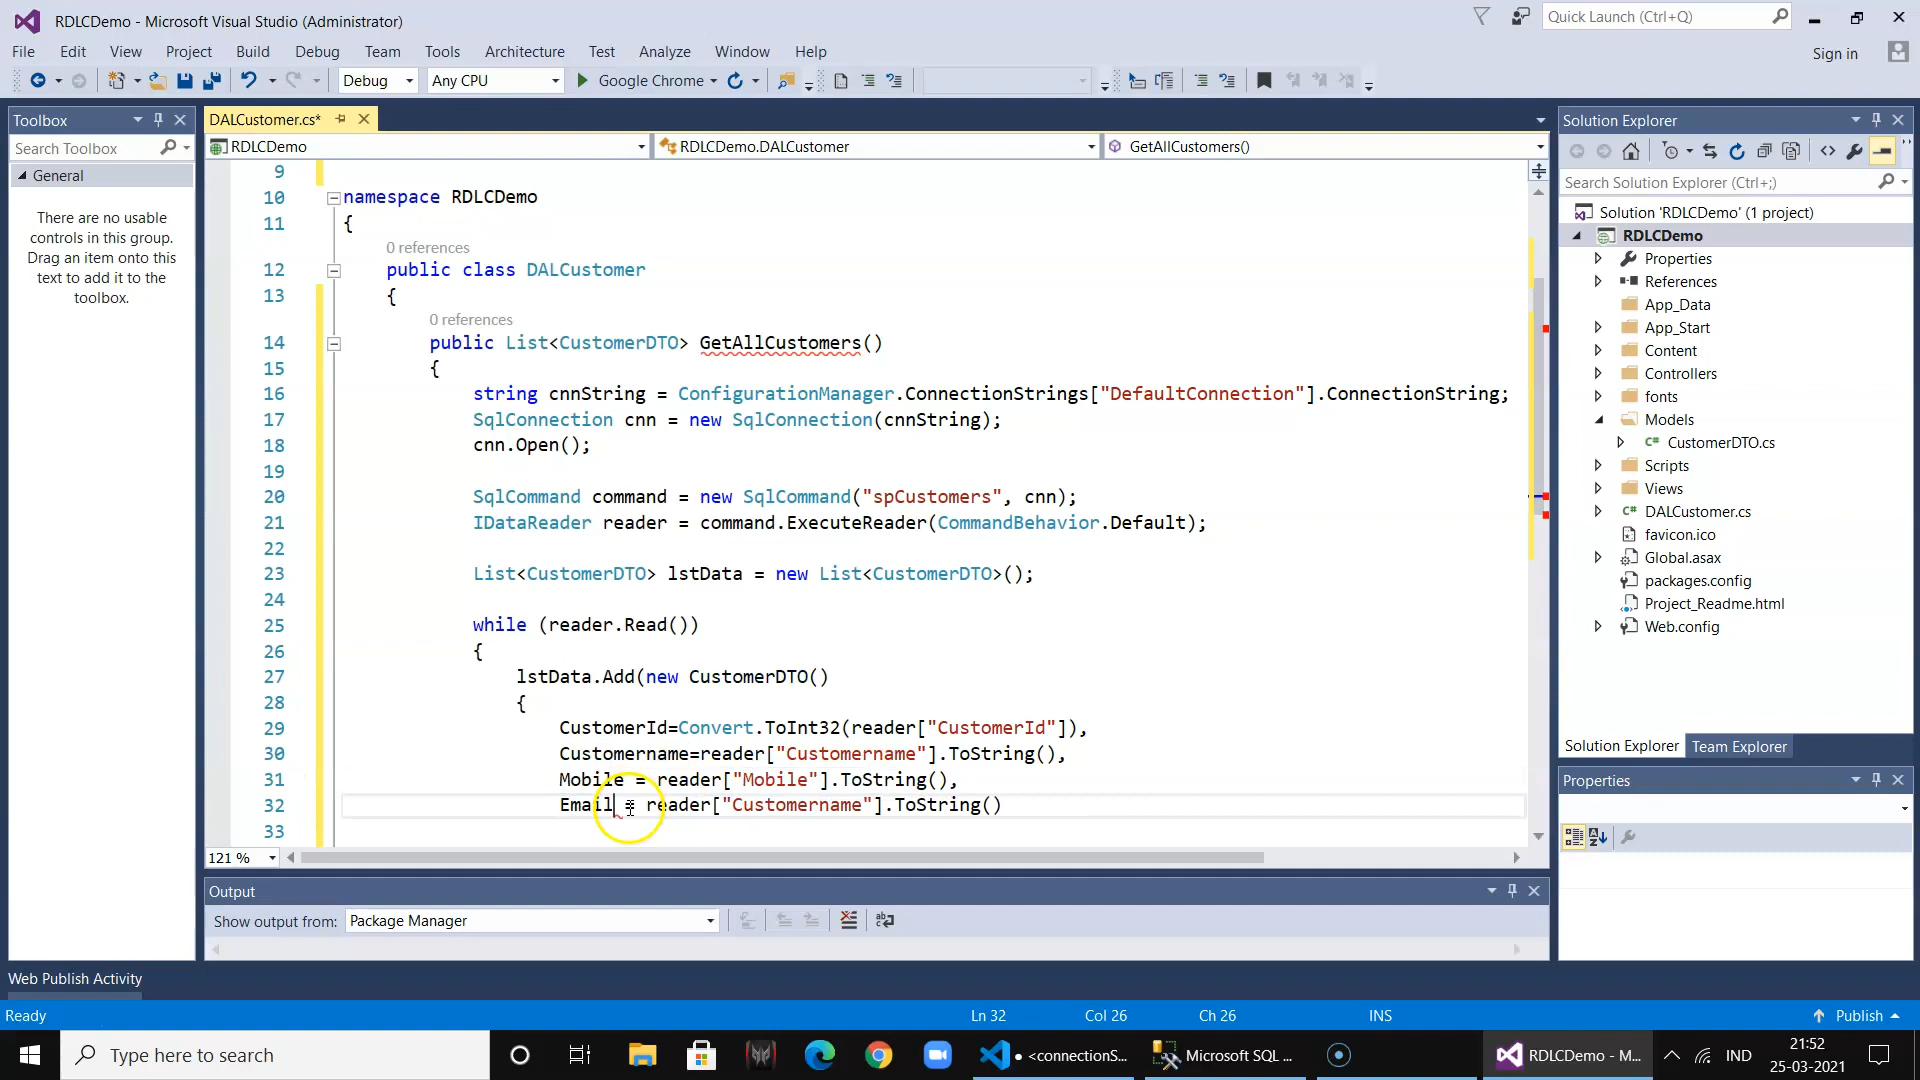 RDLCDemo - Microsoft Visual Studio (Administrator)
Quick Launch (Ctrl+Q)
File Edit View Project Build Debug Team Tools Architecture Test Analyze Window Help
Sign in
Debug Any CPU Google Chrome
Toolbox
Search Toolbox
General
There are no usable
controls in this group.
Drag an item onto this
text to add it to the
toolbox.
DALCustomer.cs*
RDLCDemo RDLCDemo.DALCustomer GetAllCustomers()
9
10 namespace RDLCDemo
11 {
0 references
12 public class DALCustomer
13 {
0 references
14 public List<CustomerDTO> GetAllCustomers()
15 {
16 string cnnString = ConfigurationManager.ConnectionStrings["DefaultConnection"].ConnectionString;
17 SqlConnection cnn = new SqlConnection(cnnString);
18 cnn.Open();
19
20 SqlCommand command = new SqlCommand("spCustomers", cnn);
21 IDataReader reader = command.ExecuteReader(CommandBehavior.Default);
22
23 List<CustomerDTO> lstData = new List<CustomerDTO>();
24
25 while (reader.Read())
26 {
27 lstData.Add(new CustomerDTO()
28 {
29 CustomerId=Convert.ToInt32(reader["CustomerId"]),
30 Customername=reader["Customername"].ToString(),
31 Mobile = reader["Mobile"].ToString(),
32 Email = reader["Customername"].ToString()
33
121 %
Output
Show output from: Package Manager
Solution Explorer
Search Solution Explorer (Ctrl+;)
Solution 'RDLCDemo' (1 project)
RDLCDemo
Properties
References
App_Data
App_Start
Content
Controllers
fonts
Models
CustomerDTO.cs
Scripts
Views
DALCustomer.cs
favicon.ico
Global.asax
packages.config
Project_Readme.html
Web.config
Solution Explorer Team Explorer
Properties
Web Publish Activity
Ready Ln 32 Col 26 Ch 26 INS Publish
Type here to search
<connectionS...
Microsoft SQL ...
RDLCDemo - M...
IND
21:52
25-03-2021